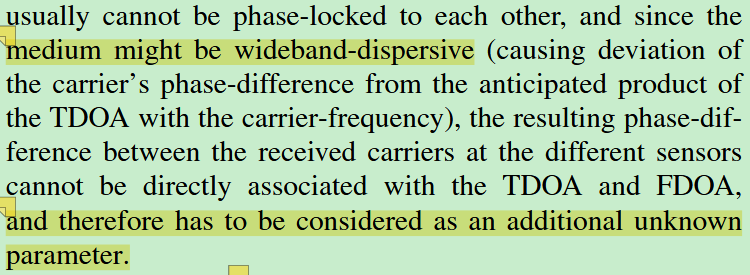 usually cannot be phase-locked to each other, and since the
medium might be wideband-dispersive (causing deviation of
the carrier's phase-difference from the anticipated product of
the TDOA with the carrier-frequency), the resulting phase-dif-
ference between the received carriers at the different sensors
cannot be directly associated with the TDOA and FDOA,
and therefore has to be considered as an additional unknown
parameter.